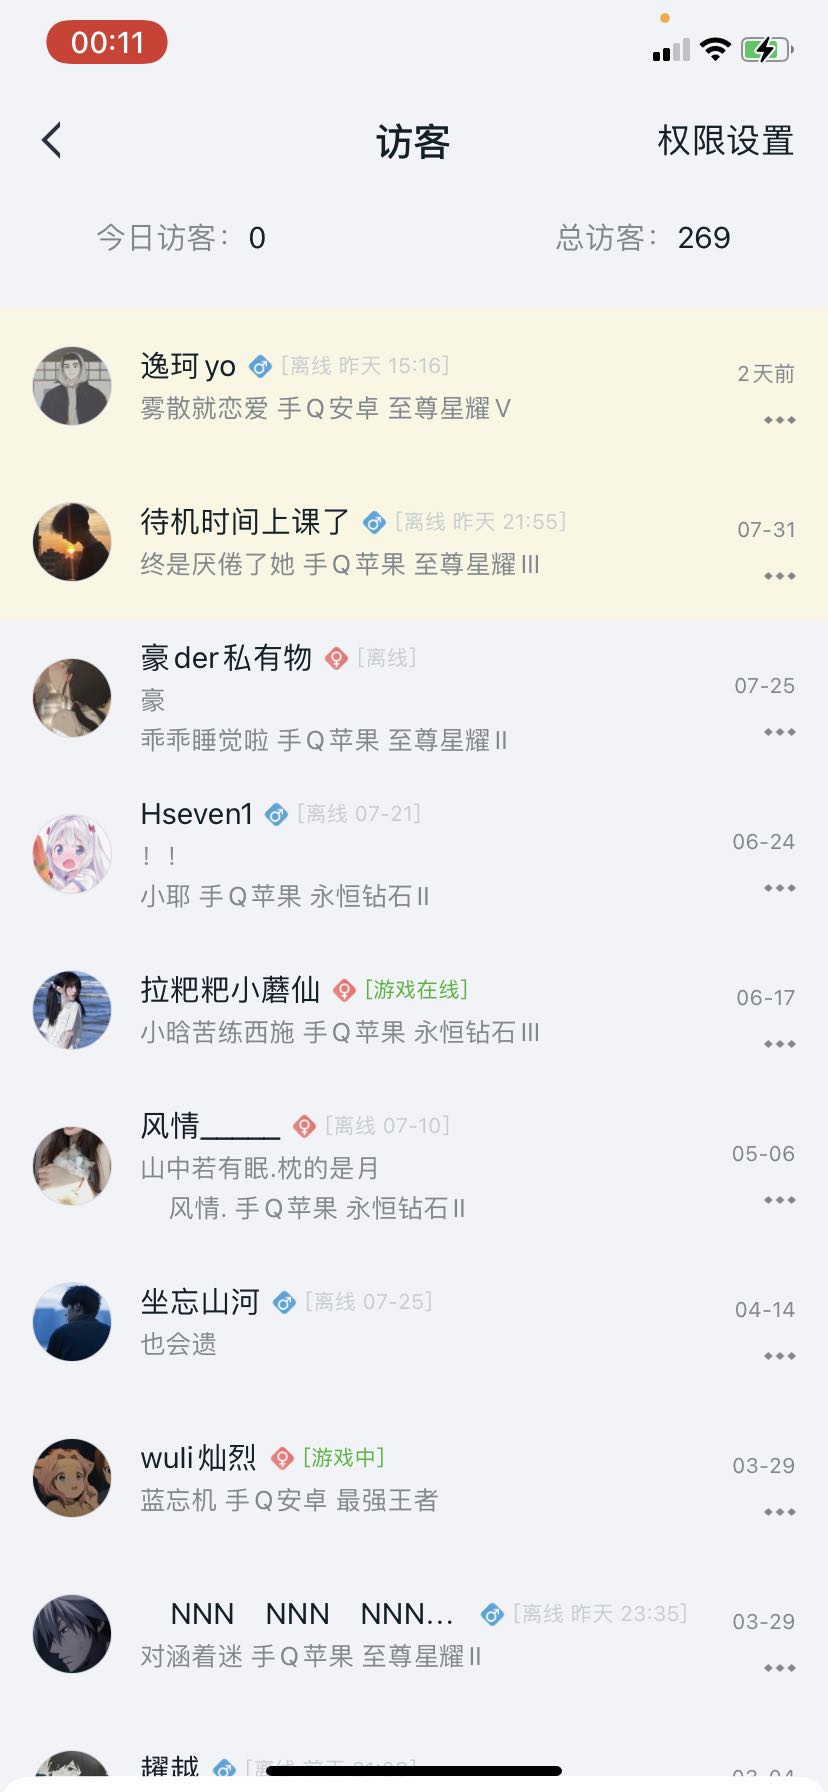 00:11
访客
权限设置
今日访客： 0
总访客： 269
逸珂yo [离线 昨天 15:16]
2天前
雾散就恋爱 手Q安卓 至尊星耀V
待机时间上课了 [离线 昨天 21:55]
07-31
终是厌倦了她 手Q苹果 至尊星耀III
豪der私有物 [离线]
07-25
豪
乖乖睡觉啦 手Q苹果 至尊星耀II
Hseven1 [离线 07-21]
06-24
！！
小耶 手Q苹果 永恒钻石II
拉粑粑小蘑仙 [游戏在线]
06-17
小晗苦练西施 手Q苹果 永恒钻石III
风情_____ [离线 07-10]
05-06
山中若有眠.枕的是月
风情. 手Q苹果 永恒钻石II
坐忘山河 [离线 07-25]
04-14
也会遗
wuli灿烈 [游戏中]
03-29
蓝忘机 手Q安卓 最强王者
NNN NNN NNN... [离线 昨天 23:35]
03-29
对涵着迷 手Q苹果 至尊星耀II
耀越
03-04